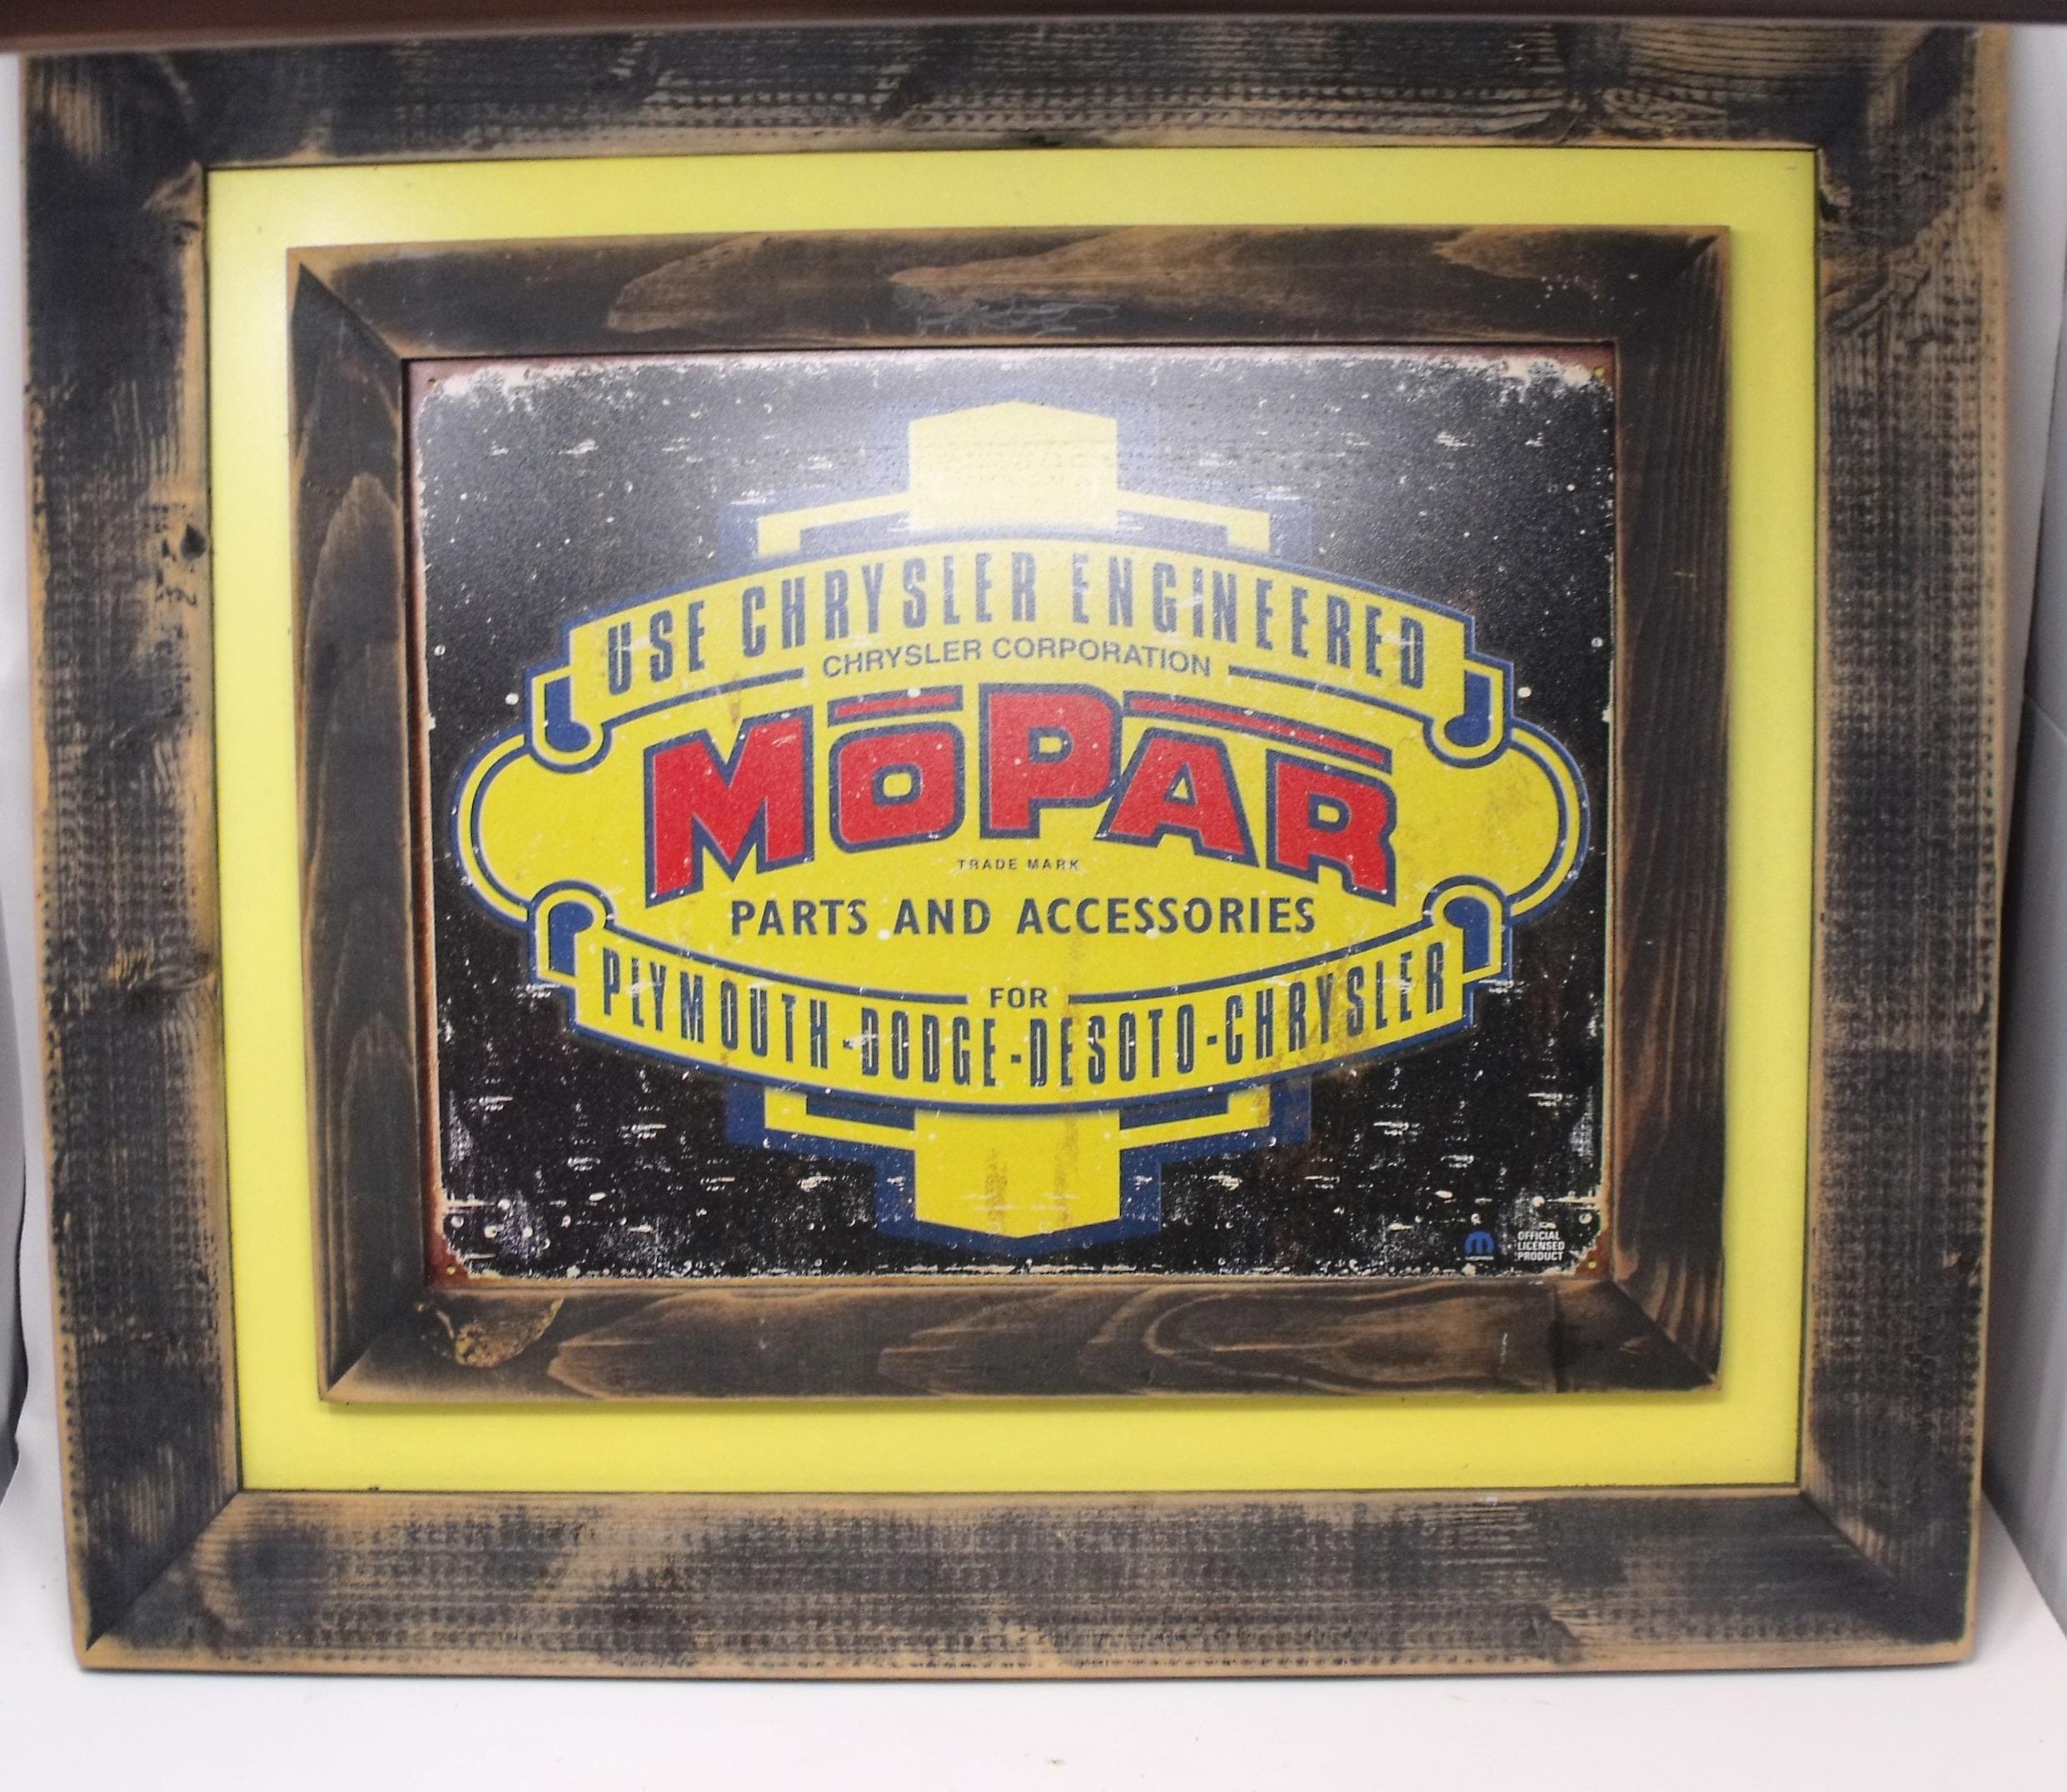 USE CHRYSLER ENGINEERED
CHRYSLER CORPORATION
MOPAR
TRADE MARK
PARTS AND ACCESSORIES
FOR
PLYMOUTH-DODGE-DESOTO-CHRYSLER
MOPAR
OFFICIAL
LICENSED
PRODUCT